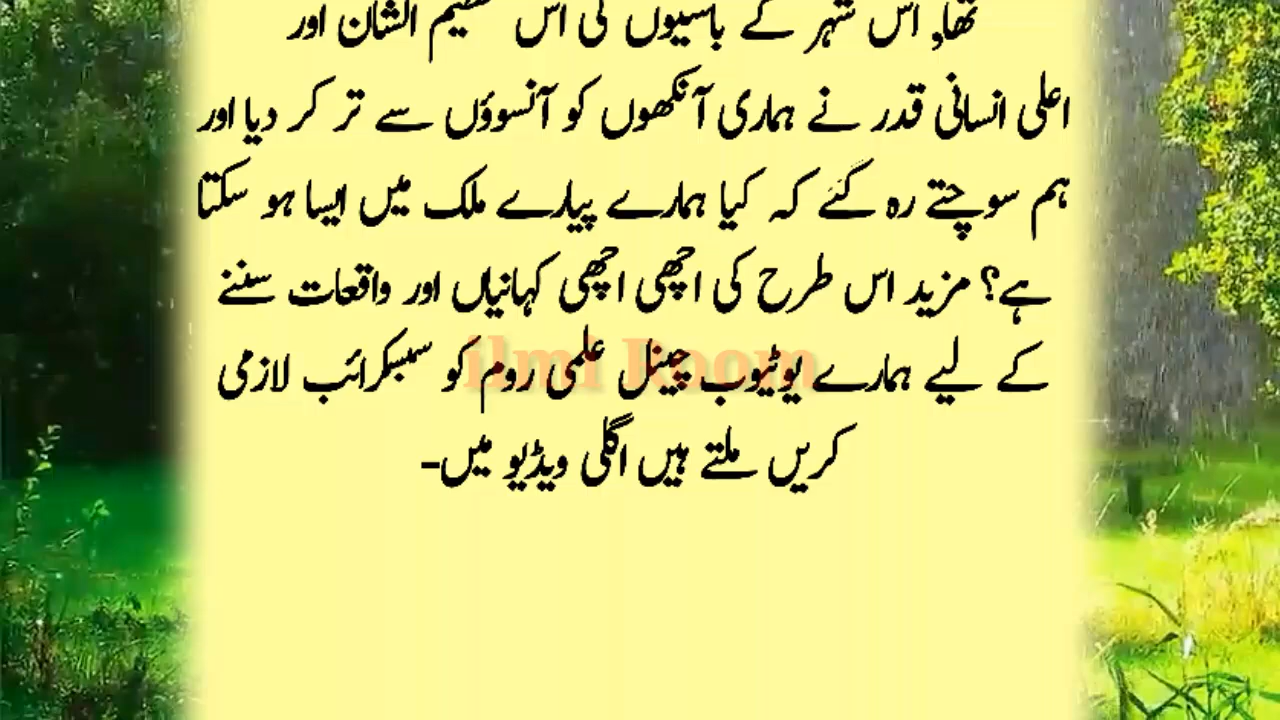 تھا, اس شہر کے باسیوں کی اس عظیم الشان اور
اعلی انسانی قدر نے ہماری آنکھوں کو آنسوؤں سے تر کر دیا اور
ہم سوچتے رہ گئے کہ کیا ہمارے پیارے ملک میں ایسا ہو سکتا
ہے؟ مزید اس طرح کی اچھی اچھی کہانیاں اور واقعات سننے
کے لیے ہمارے یوٹیوب چینل علمی روم کو سبسکرائب لازمی
ilmi Room
کریں ملتے ہیں اگلی ویڈیو میں-